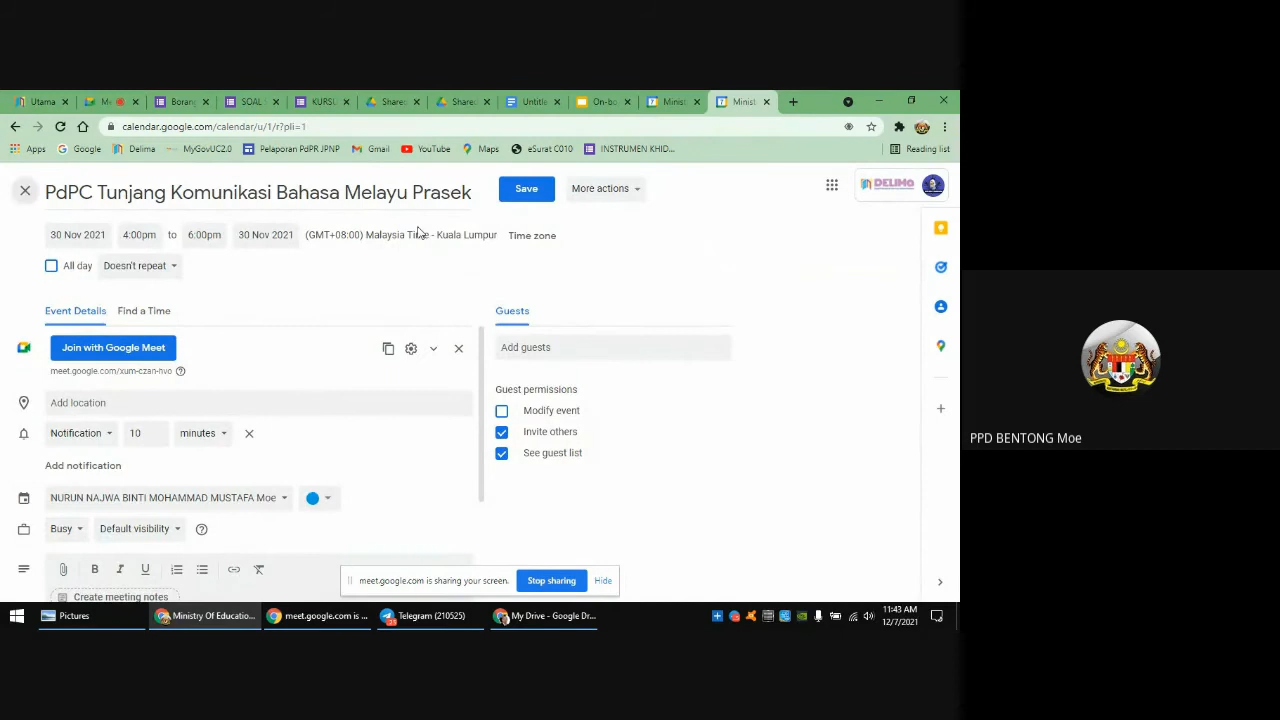 Utama
Me
Borang
SOAL
KURSU
Share
Share
Untitle
On-bo
Minist
Minist
calendar.google.com/calendar/u/1/r?pli=1
Apps
Google
Delima
MyGovUC2.0
Pelaporan PdPR JPNP
Gmail
YouTube
Maps
eSurat C010
INSTRUMEN KHID...
Reading list
PdPC Tunjang Komunikasi Bahasa Melayu Prasek
Save
More actions
DELIMa
30 Nov 2021 4:00pm to 6:00pm 30 Nov 2021 (GMT+08:00) Malaysia Time - Kuala Lumpur Time zone
All day Doesn't repeat
Event Details Find a Time
Guests
Join with Google Meet
meet.google.com/xum-czan-hvo
Add guests
Guest permissions
Add location
Modify event
Notification 10 minutes
Invite others
See guest list
Add notification
PPD BENTONG Moe
NURUN NAJWA BINTI MOHAMMAD MUSTAFA Moe
Busy Default visibility
B I U
meet.google.com is sharing your screen. Stop sharing Hide
Create meeting notes
Pictures
Ministry Of Educatio...
meet.google.com is ...
Telegram (210525)
My Drive - Google Dr...
11:43 AM
12/7/2021